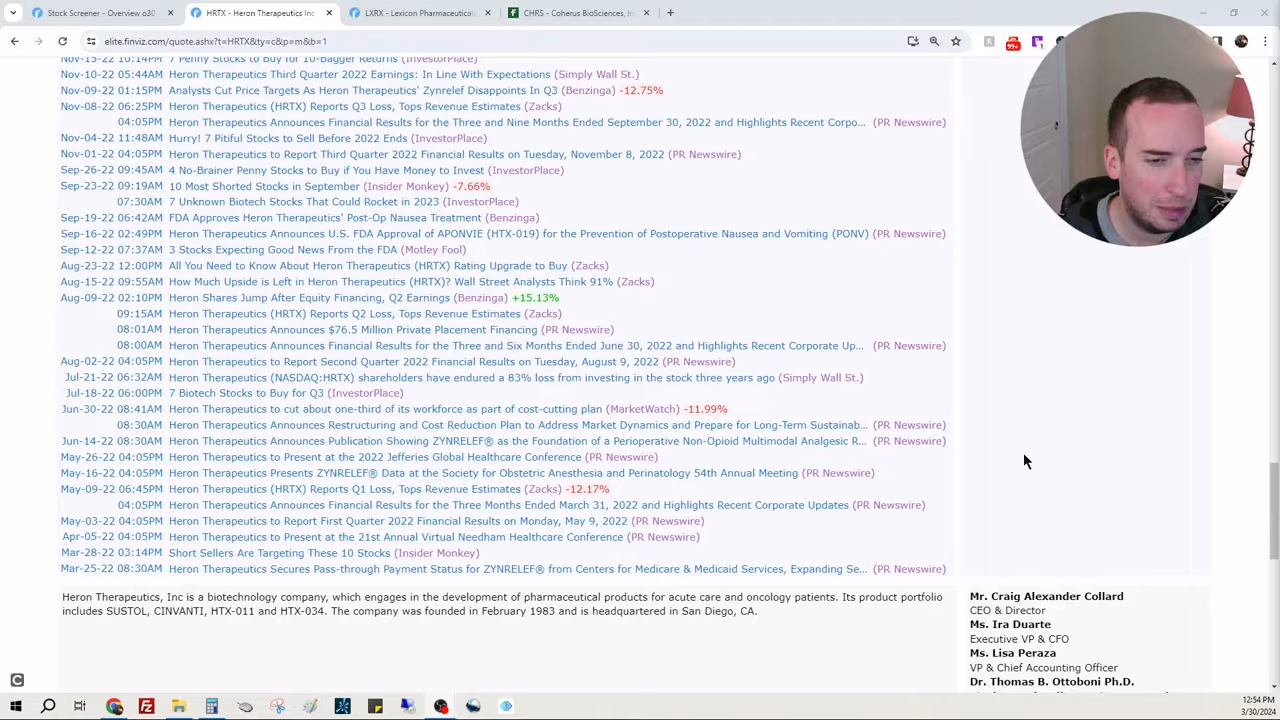 Stock Screener - Overview o30
HRTX - Heron Therapeutics Inc
LXRX - Lexicon Pharmaceutical
CHRS - Coherus BioSciences, In
elite.finviz.com/quote.ashx?t=HRTX&ty=c&p=m&b=1
99+
1
Nov-15-22 10:14PM 7 Penny Stocks to Buy for 10-Bagger Returns (InvestorPlace)
Nov-10-22 05:44AM Heron Therapeutics Third Quarter 2022 Earnings: In Line With Expectations (Simply Wall St.)
Nov-09-22 01:15PM Analysts Cut Price Targets As Heron Therapeutics' Zynrelef Disappoints In Q3 (Benzinga) -12.75%
Nov-08-22 06:25PM Heron Therapeutics (HRTX) Reports Q3 Loss, Tops Revenue Estimates (Zacks)
04:05PM Heron Therapeutics Announces Financial Results for the Three and Nine Months Ended September 30, 2022 and Highlights Recent Corpo... (PR Newswire)
Nov-04-22 11:48AM Hurry! 7 Pitiful Stocks to Sell Before 2022 Ends (InvestorPlace)
Nov-01-22 04:05PM Heron Therapeutics to Report Third Quarter 2022 Financial Results on Tuesday, November 8, 2022 (PR Newswire)
Sep-26-22 09:45AM 4 No-Brainer Penny Stocks to Buy if You Have Money to Invest (InvestorPlace)
Sep-23-22 09:19AM 10 Most Shorted Stocks in September (Insider Monkey) -7.66%
07:30AM 7 Unknown Biotech Stocks That Could Rocket in 2023 (InvestorPlace)
Sep-19-22 06:42AM FDA Approves Heron Therapeutics' Post-Op Nausea Treatment (Benzinga)
Sep-16-22 02:49PM Heron Therapeutics Announces U.S. FDA Approval of APONVIE (HTX-019) for the Prevention of Postoperative Nausea and Vomiting (PONV) (PR Newswire)
Sep-12-22 07:37AM 3 Stocks Expecting Good News From the FDA (Motley Fool)
Aug-23-22 12:00PM All You Need to Know About Heron Therapeutics (HRTX) Rating Upgrade to Buy (Zacks)
Aug-15-22 09:55AM How Much Upside is Left in Heron Therapeutics (HRTX)? Wall Street Analysts Think 91% (Zacks)
Aug-09-22 02:10PM Heron Shares Jump After Equity Financing, Q2 Earnings (Benzinga) +15.13%
09:15AM Heron Therapeutics (HRTX) Reports Q2 Loss, Tops Revenue Estimates (Zacks)
08:01AM Heron Therapeutics Announces $76.5 Million Private Placement Financing (PR Newswire)
08:00AM Heron Therapeutics Announces Financial Results for the Three and Six Months Ended June 30, 2022 and Highlights Recent Corporate Up... (PR Newswire)
Aug-02-22 04:05PM Heron Therapeutics to Report Second Quarter 2022 Financial Results on Tuesday, August 9, 2022 (PR Newswire)
Jul-21-22 06:32AM Heron Therapeutics (NASDAQ:HRTX) shareholders have endured a 83% loss from investing in the stock three years ago (Simply Wall St.)
Jul-18-22 06:00PM 7 Biotech Stocks to Buy for Q3 (InvestorPlace)
Jun-30-22 08:41AM Heron Therapeutics to cut about one-third of its workforce as part of cost-cutting plan (MarketWatch) -11.99%
08:30AM Heron Therapeutics Announces Restructuring and Cost Reduction Plan to Address Market Dynamics and Prepare for Long-Term Sustainab... (PR Newswire)
Jun-14-22 08:30AM Heron Therapeutics Announces Publication Showing ZYNRELEF® as the Foundation of a Perioperative Non-Opioid Multimodal Analgesic R... (PR Newswire)
May-26-22 04:05PM Heron Therapeutics to Present at the 2022 Jefferies Global Healthcare Conference (PR Newswire)
May-16-22 04:05PM Heron Therapeutics Presents ZYNRELEF® Data at the Society for Obstetric Anesthesia and Perinatology 54th Annual Meeting (PR Newswire)
May-09-22 06:45PM Heron Therapeutics (HRTX) Reports Q1 Loss, Tops Revenue Estimates (Zacks) -12.17%
04:05PM Heron Therapeutics Announces Financial Results for the Three Months Ended March 31, 2022 and Highlights Recent Corporate Updates (PR Newswire)
May-03-22 04:05PM Heron Therapeutics to Report First Quarter 2022 Financial Results on Monday, May 9, 2022 (PR Newswire)
Apr-05-22 04:05PM Heron Therapeutics to Present at the 21st Annual Virtual Needham Healthcare Conference (PR Newswire)
Mar-28-22 03:14PM Short Sellers Are Targeting These 10 Stocks (Insider Monkey)
Mar-25-22 08:30AM Heron Therapeutics Secures Pass-through Payment Status for ZYNRELEF® from Centers for Medicare & Medicaid Services, Expanding Se... (PR Newswire)
Heron Therapeutics, Inc is a biotechnology company, which engages in the development of pharmaceutical products for acute care and oncology patients. Its product portfolio
includes SUSTOL, CINVANTI, HTX-011 and HTX-034. The company was founded in February 1983 and is headquartered in San Diego, CA.
Mr. Craig Alexander Collard
CEO & Director
Ms. Ira Duarte
Executive VP & CFO
Ms. Lisa Peraza
VP & Chief Accounting Officer
Dr. Thomas B. Ottoboni Ph.D.
12:54 PM
3/30/2024